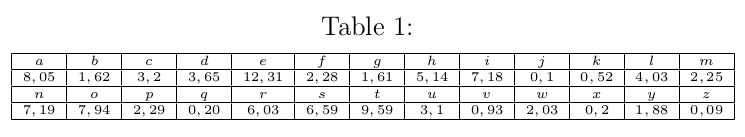 Table 1:
a b c d e f g h i j k l m
8,05 1,62 3,2 3,65 12,31 2,28 1,61 5,14 7,18 0,1 0,52 4,03 2,25
n o p q r s t u v w x y z
7,19 7,94 2,29 0,20 6,03 6,59 9,59 3,1 0,93 2,03 0,2 1,88 0,09